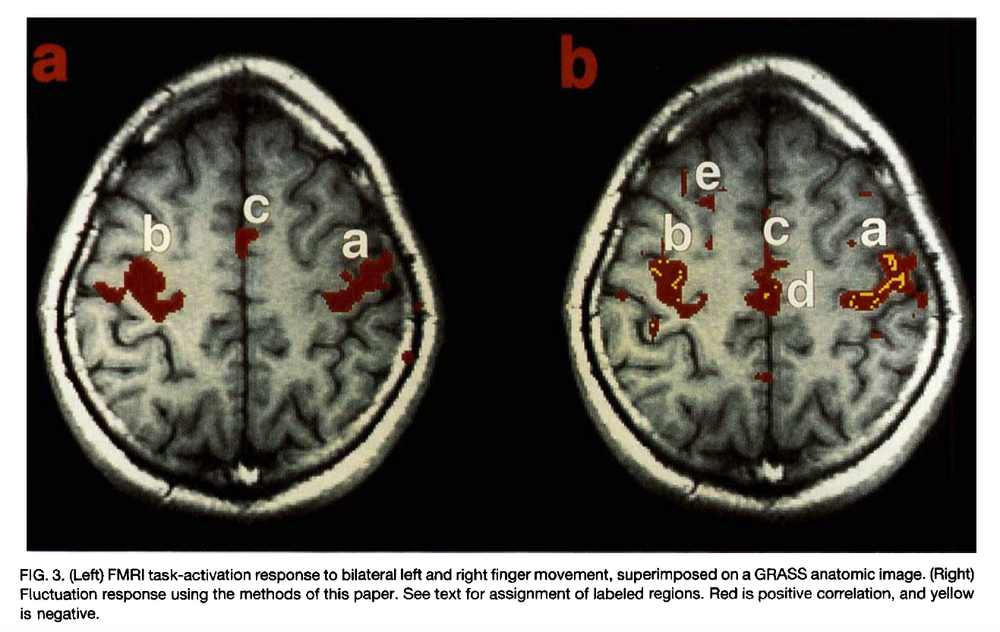 a
b
c
b
a
e
b
c
a
d
FIG. 3. (Left) FMRI task-activation response to bilateral left and right finger movement, superimposed on a GRASS anatomic image. (Right)
Fluctuation response using the methods of this paper. See text for assignment of labeled regions. Red is positive correlation, and yellow
is negative.